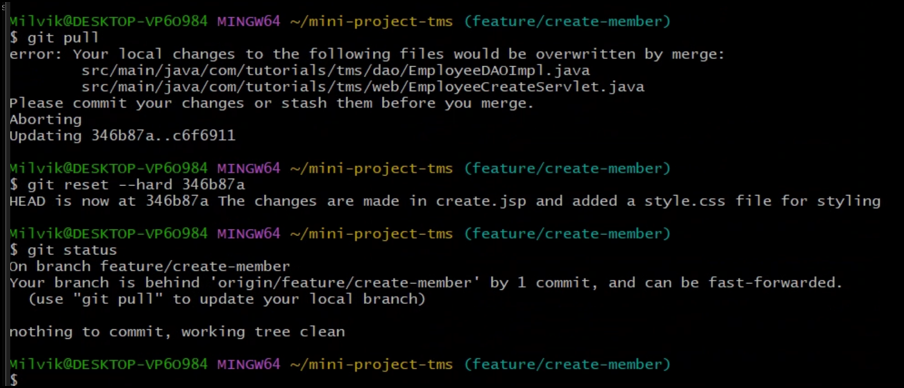 Milvik@DESKTOP-VP6O984 MINGW64 ~/mini-project-tms (feature/create-member)
$ git pull
error: Your local changes to the following files would be overwritten by merge:
        src/main/java/com/tutorials/tms/dao/EmployeeDAOImpl.java
        src/main/java/com/tutorials/tms/web/EmployeeCreateServlet.java
Please commit your changes or stash them before you merge.
Aborting
Updating 346b87a..c6f6911

Milvik@DESKTOP-VP6O984 MINGW64 ~/mini-project-tms (feature/create-member)
$ git reset --hard 346b87a
HEAD is now at 346b87a The changes are made in create.jsp and added a style.css file for styling

Milvik@DESKTOP-VP6O984 MINGW64 ~/mini-project-tms (feature/create-member)
$ git status
On branch feature/create-member
Your branch is behind 'origin/feature/create-member' by 1 commit, and can be fast-forwarded.
  (use "git pull" to update your local branch)

nothing to commit, working tree clean

Milvik@DESKTOP-VP6O984 MINGW64 ~/mini-project-tms (feature/create-member)
$